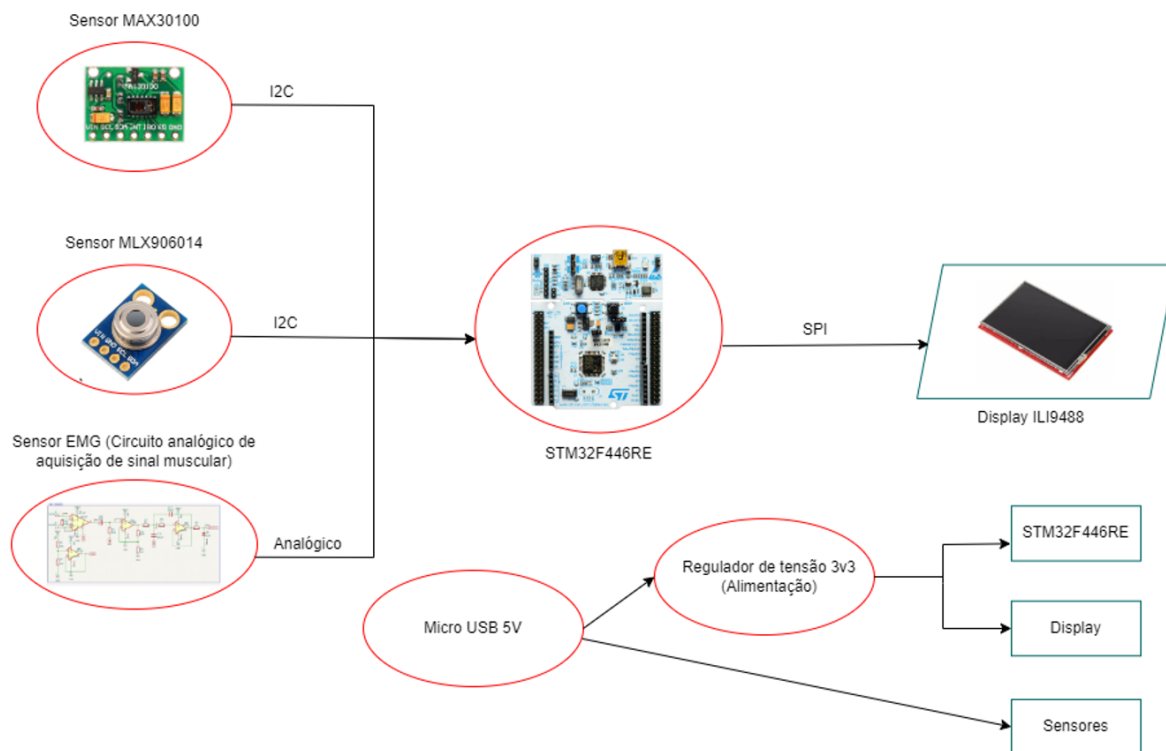 Sensor MAX30100
I2C
Sensor MLX906014
I2C
Sensor EMG (Circuito analógico de
aquisição de sinal muscular)
Analógico
STM32F446RE
SPI
Display ILI9488
Micro USB 5V
Regulador de tensão 3v3
(Alimentação)
STM32F446RE
Display
Sensores